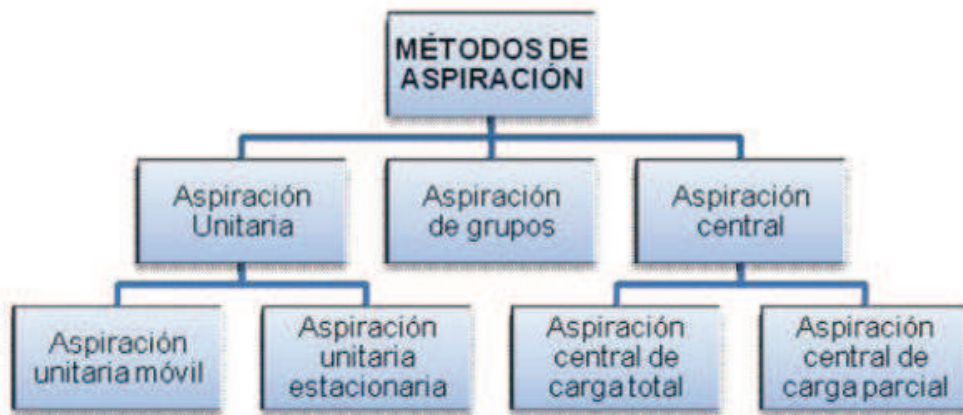 MÉTODOS DE
ASPIRACIÓN
Aspiración
Unitaria
Aspiración
de grupos
Aspiración
central
Aspiración
unitaria móvil
Aspiración
unitaria
estacionaria
Aspiración
central de
carga total
Aspiración
central de
carga parcial